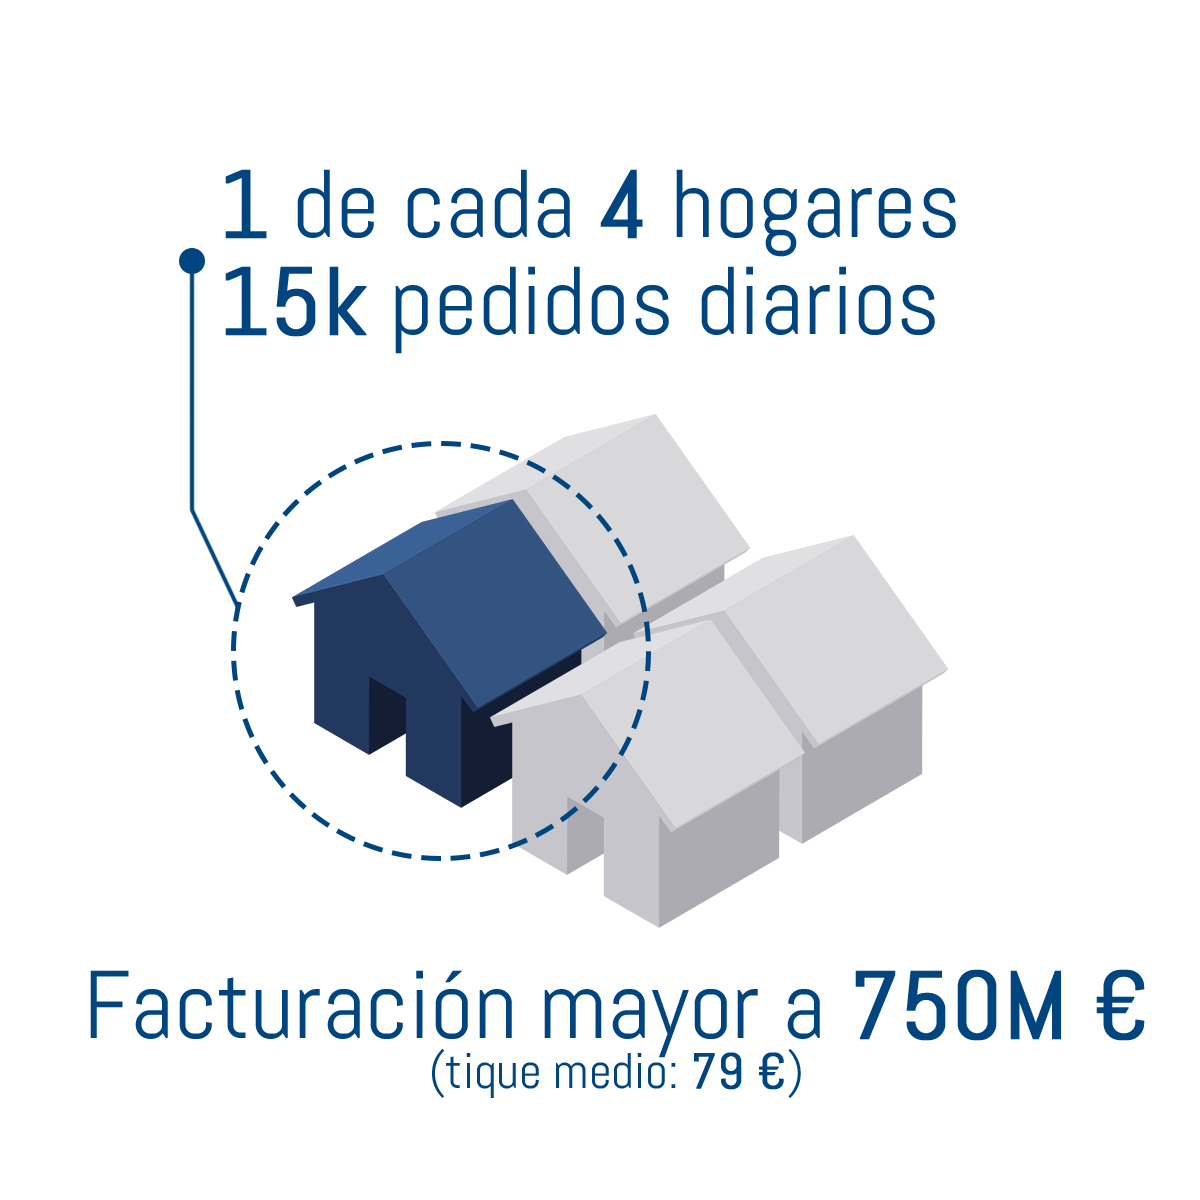 1 de cada 4 hogares
15k pedidos diarios
Facturación mayor a 750M €
(tique medio: 79 €)